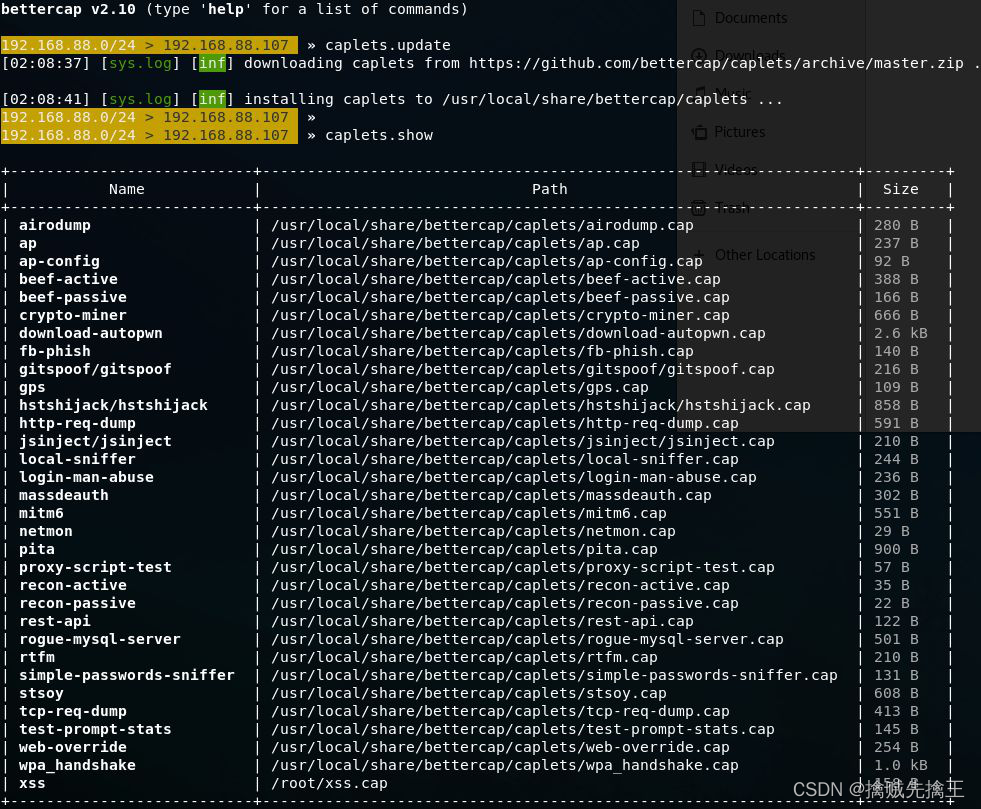 bettercap v2.10 (type 'help' for a list of commands)
192.168.88.0/24 > 192.168.88.107 » caplets.update
[02:08:37] [sys.log] [inf] downloading caplets from https://github.com/bettercap/caplets/archive/master.zip .
[02:08:41] [sys.log] [inf] installing caplets to /usr/local/share/bettercap/caplets ...
192.168.88.0/24 > 192.168.88.107 »
192.168.88.0/24 > 192.168.88.107 » caplets.show
Name | Path | Size
airodump | /usr/local/share/bettercap/caplets/airodump.cap | 280 B
ap | /usr/local/share/bettercap/caplets/ap.cap | 237 B
ap-config | /usr/local/share/bettercap/caplets/ap-config.cap | 92 B
beef-active | /usr/local/share/bettercap/caplets/beef-active.cap | 388 B
beef-passive | /usr/local/share/bettercap/caplets/beef-passive.cap | 166 B
crypto-miner | /usr/local/share/bettercap/caplets/crypto-miner.cap | 666 B
download-autopwn | /usr/local/share/bettercap/caplets/download-autopwn.cap | 2.6 kB
fb-phish | /usr/local/share/bettercap/caplets/fb-phish.cap | 140 B
gitspoof/gitspoof | /usr/local/share/bettercap/caplets/gitspoof/gitspoof.cap | 216 B
gps | /usr/local/share/bettercap/caplets/gps.cap | 109 B
hstshijack/hstshijack | /usr/local/share/bettercap/caplets/hstshijack/hstshijack.cap | 858 B
http-req-dump | /usr/local/share/bettercap/caplets/http-req-dump.cap | 591 B
jsinject/jsinject | /usr/local/share/bettercap/caplets/jsinject/jsinject.cap | 210 B
local-sniffer | /usr/local/share/bettercap/caplets/local-sniffer.cap | 244 B
login-man-abuse | /usr/local/share/bettercap/caplets/login-man-abuse.cap | 236 B
massdeauth | /usr/local/share/bettercap/caplets/massdeauth.cap | 302 B
mitm6 | /usr/local/share/bettercap/caplets/mitm6.cap | 551 B
netmon | /usr/local/share/bettercap/caplets/netmon.cap | 29 B
pita | /usr/local/share/bettercap/caplets/pita.cap | 900 B
proxy-script-test | /usr/local/share/bettercap/caplets/proxy-script-test.cap | 57 B
recon-active | /usr/local/share/bettercap/caplets/recon-active.cap | 35 B
recon-passive | /usr/local/share/bettercap/caplets/recon-passive.cap | 22 B
rest-api | /usr/local/share/bettercap/caplets/rest-api.cap | 122 B
rogue-mysql-server | /usr/local/share/bettercap/caplets/rogue-mysql-server.cap | 501 B
rtfm | /usr/local/share/bettercap/caplets/rtfm.cap | 210 B
simple-passwords-sniffer | /usr/local/share/bettercap/caplets/simple-passwords-sniffer.cap | 131 B
stsoy | /usr/local/share/bettercap/caplets/stsoy.cap | 608 B
tcp-req-dump | /usr/local/share/bettercap/caplets/tcp-req-dump.cap | 413 B
test-prompt-stats | /usr/local/share/bettercap/caplets/test-prompt-stats.cap | 145 B
web-override | /usr/local/share/bettercap/caplets/web-override.cap | 254 B
wpa_handshake | /usr/local/share/bettercap/caplets/wpa_handshake.cap | 1.0 kB
xss | /root/xss.cap
Documents
Downloads
Music
Pictures
Videos
Trash
+ Other Locations
CSDN @擒贼先擒王